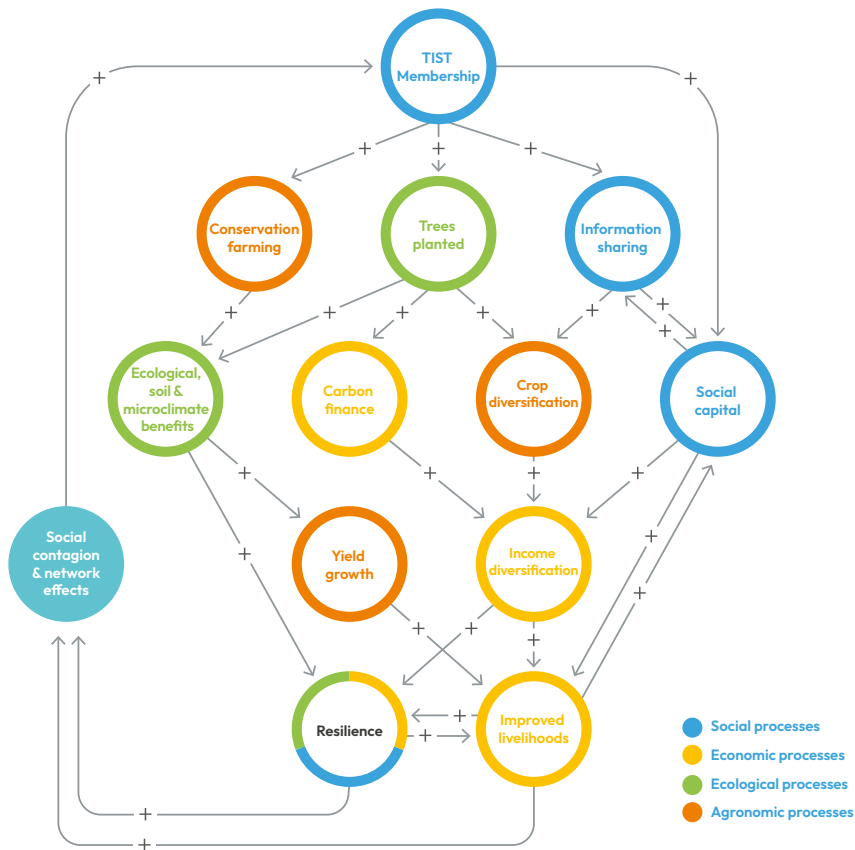 TIST
Membership
+
+
+
+
+
Conservation
farming
Trees
planted
Information
sharing
+
+
+
+
+
+
+
Ecological,
soil &
microclimate
benefits
Carbon
finance
Crop
diversification
Social
capital
+
+
+
+
Social
contagion
& network
effects
Yield
growth
Income
diversification
+
+
+
+
+
+
Resilience
Improved
livelihoods
+
+
Social processes
Economic processes
Ecological processes
Agronomic processes
+
+